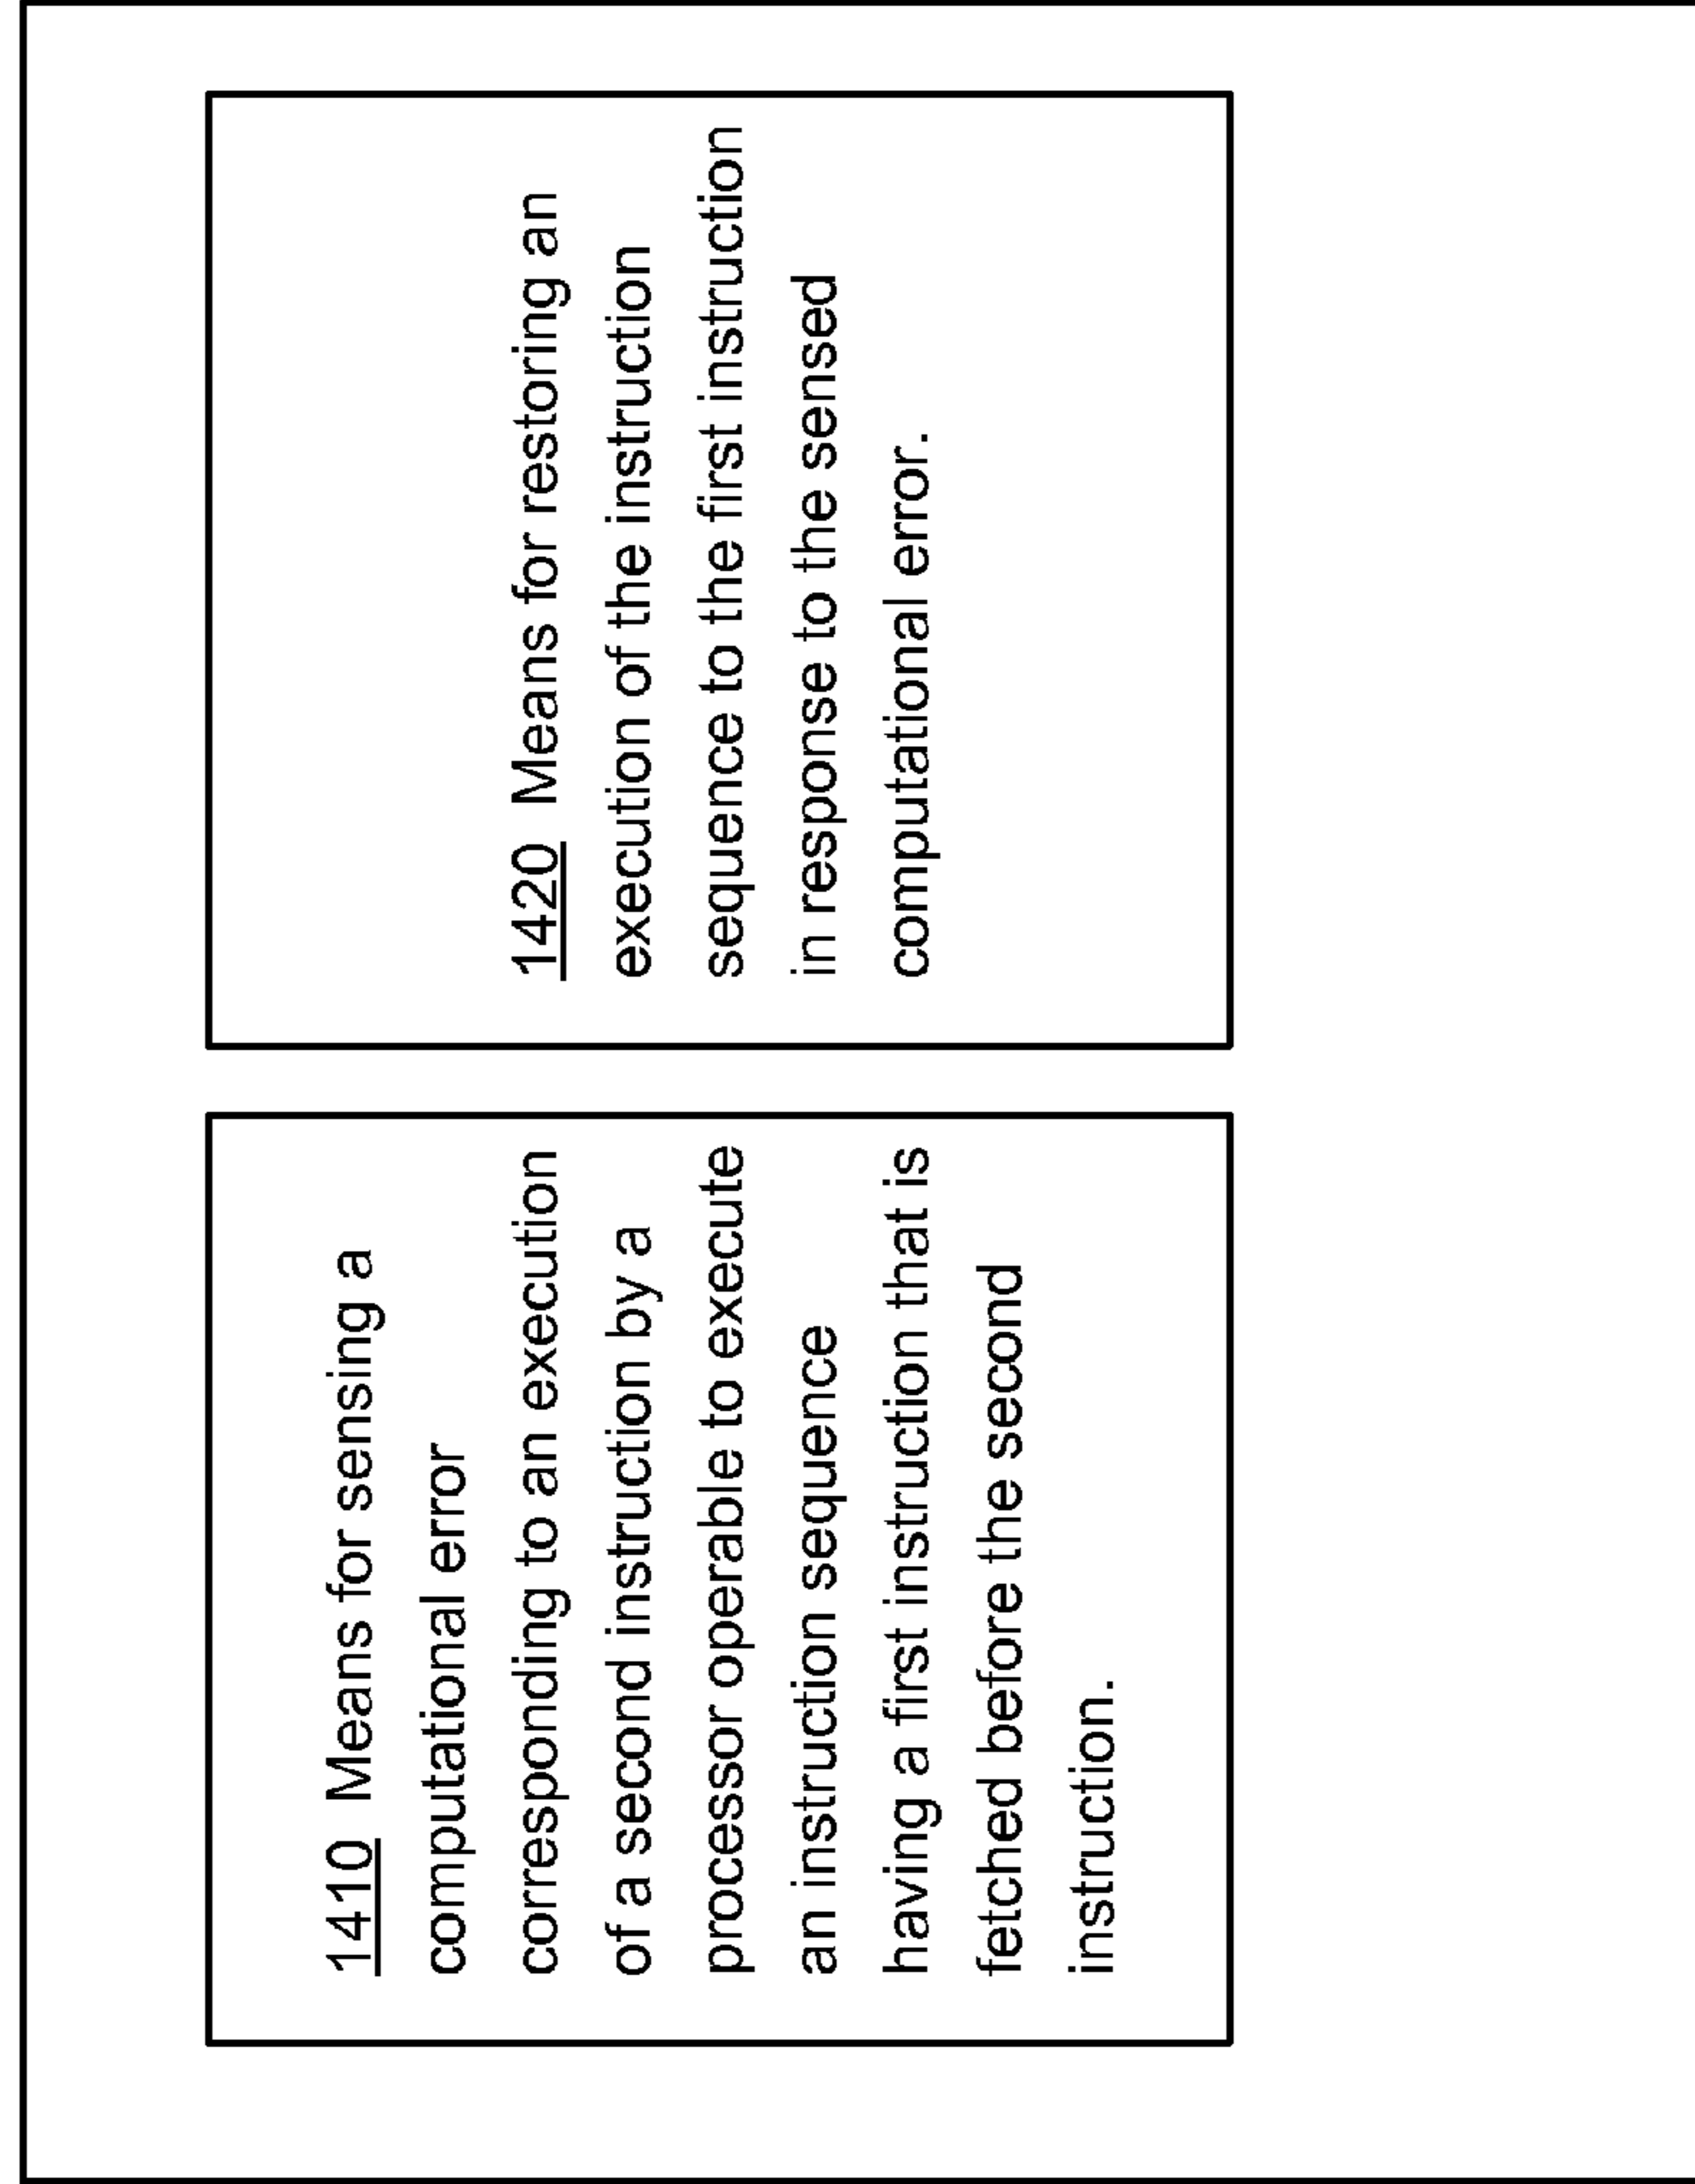 1410 Means for sensing a
computational error
corresponding to an execution
of a second instruction by a
processor operable to execute
an instruction sequence
having a first instruction that is
fetched before the second
instruction.
1420 Means for restoring an
execution of the instruction
sequence to the first instruction
in response to the sensed
computational error.